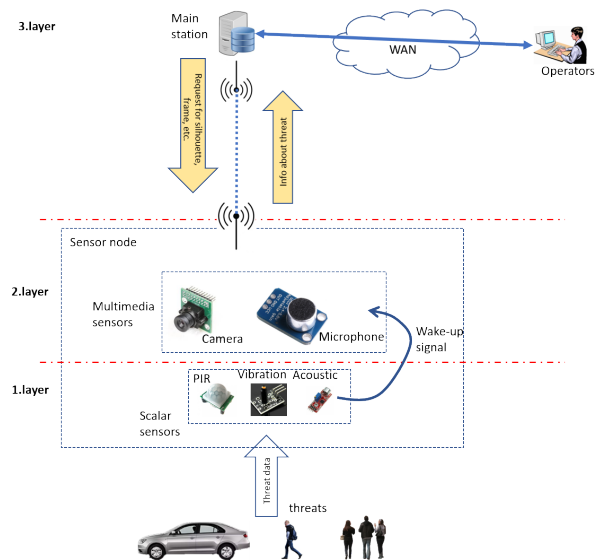 3.layer
Main
station
WAN
Operators
Request for silhouette,
frame, etc.
Info about threat
Sensor node
2.layer
Multimedia
sensors
Camera
Microphone
Wake-up
signal
1.layer
PIR
Vibration
Acoustic
Scalar
sensors
Threat data
threats